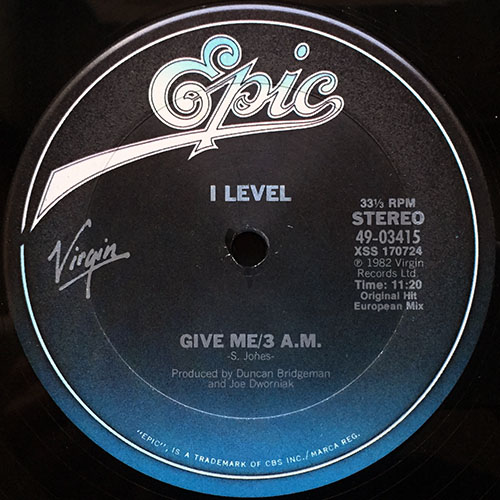 Epic
I LEVEL
33⅓ RPM
STEREO
49-03415
XSS 170724
℗ 1982 Virgin
Records Ltd.
Time: 11:20
Original Hit
European Mix
Virgin
GIVE ME/3 A.M.
-S. Johes-
Produced by Duncan Bridgeman
and Joe Dworniak
"EPIC", IS A TRADEMARK OF CBS INC./MARCA REG.